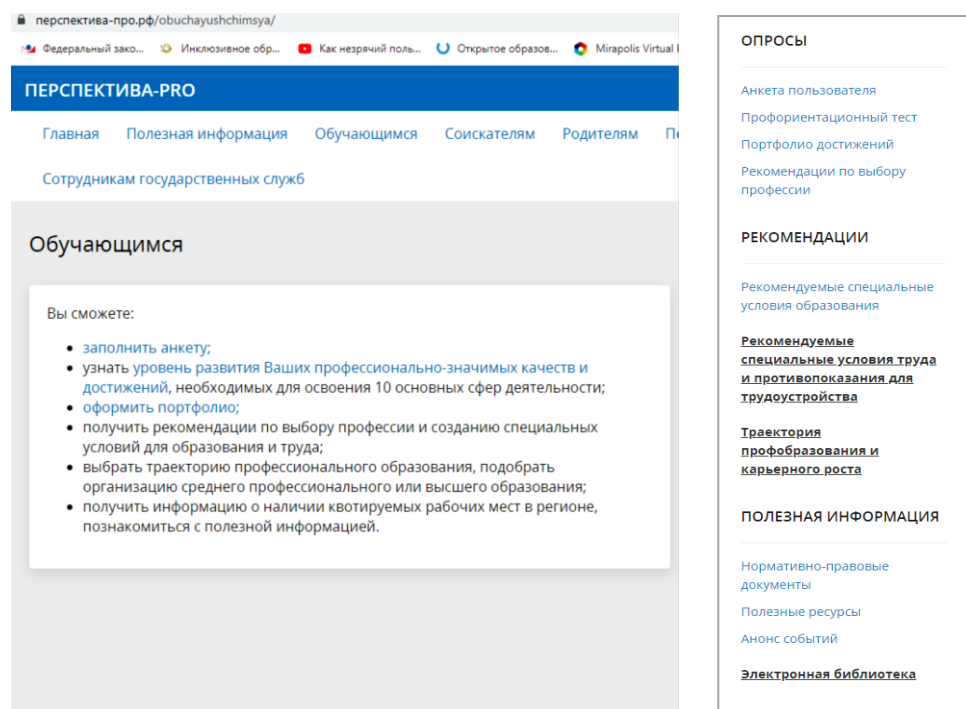 перспектива-про.рф/obuchayushchimsya/
Федеральный зако...
Инклюзивное обр...
Как незрячий поль...
Открытое образов...
Mirapolis Virtual
ПЕРСПЕКТИВА-PRO
Главная Полезная информация Обучающимся Соискателям Родителям
Сотрудникам государственных служб
Обучающимся
Вы сможете:
• заполнить анкету;
• узнать уровень развития Ваших профессионально-значимых качеств и
достижений, необходимых для освоения 10 основных сфер деятельности;
• оформить портфолио;
• получить рекомендации по выбору профессии и созданию специальных
условий для образования и труда;
• выбрать траекторию профессионального образования, подобрать
организацию среднего профессионального или высшего образования;
• получить информацию о наличии квотируемых рабочих мест в регионе,
познакомиться с полезной информацией.
ОПРОСЫ
Анкета пользователя
Профориентационный тест
Портфолио достижений
Рекомендации по выбору
профессии
РЕКОМЕНДАЦИИ
Рекомендуемые специальные
условия образования
Рекомендуемые
специальные условия труда
и противопоказания для
трудоустройства
Траектория
профобразования и
карьерного роста
ПОЛЕЗНАЯ ИНФОРМАЦИЯ
Нормативно-правовые
документы
Полезные ресурсы
Анонс событий
Электронная библиотека